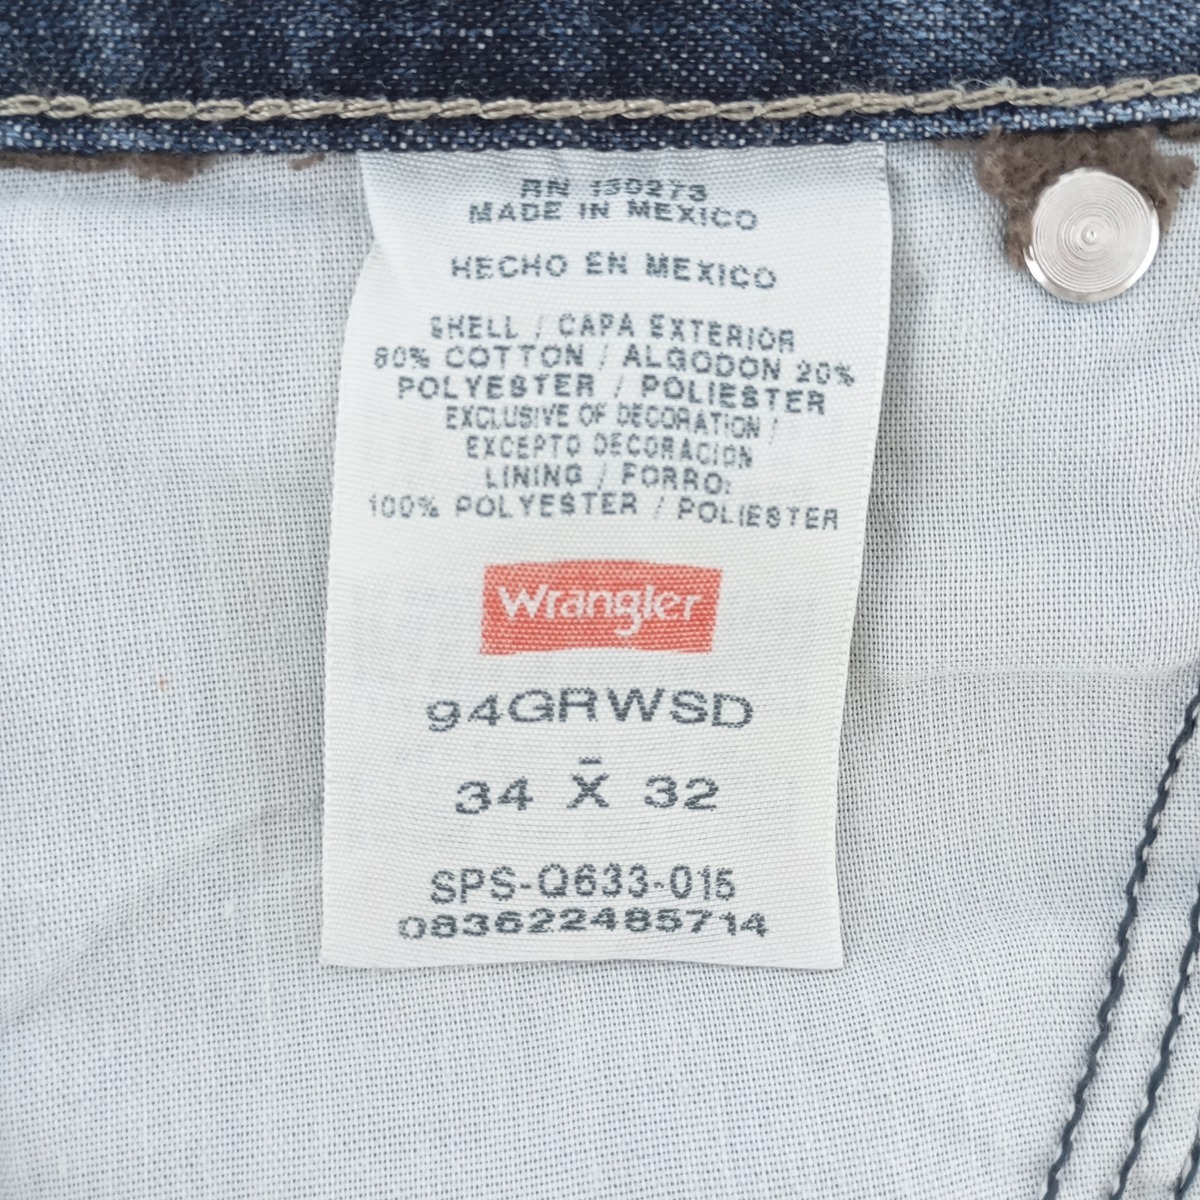 RN 130273
MADE IN MEXICO
HECHO EN MEXICO
SHELL / CAPA EXTERIOR
80% COTTON / ALGODON 20%
POLYESTER / POLIESTER
EXCLUSIVE OF DECORATION /
EXCEPTO DECORACION
LINING / FORRO:
100% POLYESTER / POLIESTER
Wrangler
94GRWSD
34 X 32
SPS-Q633-015
083622485714